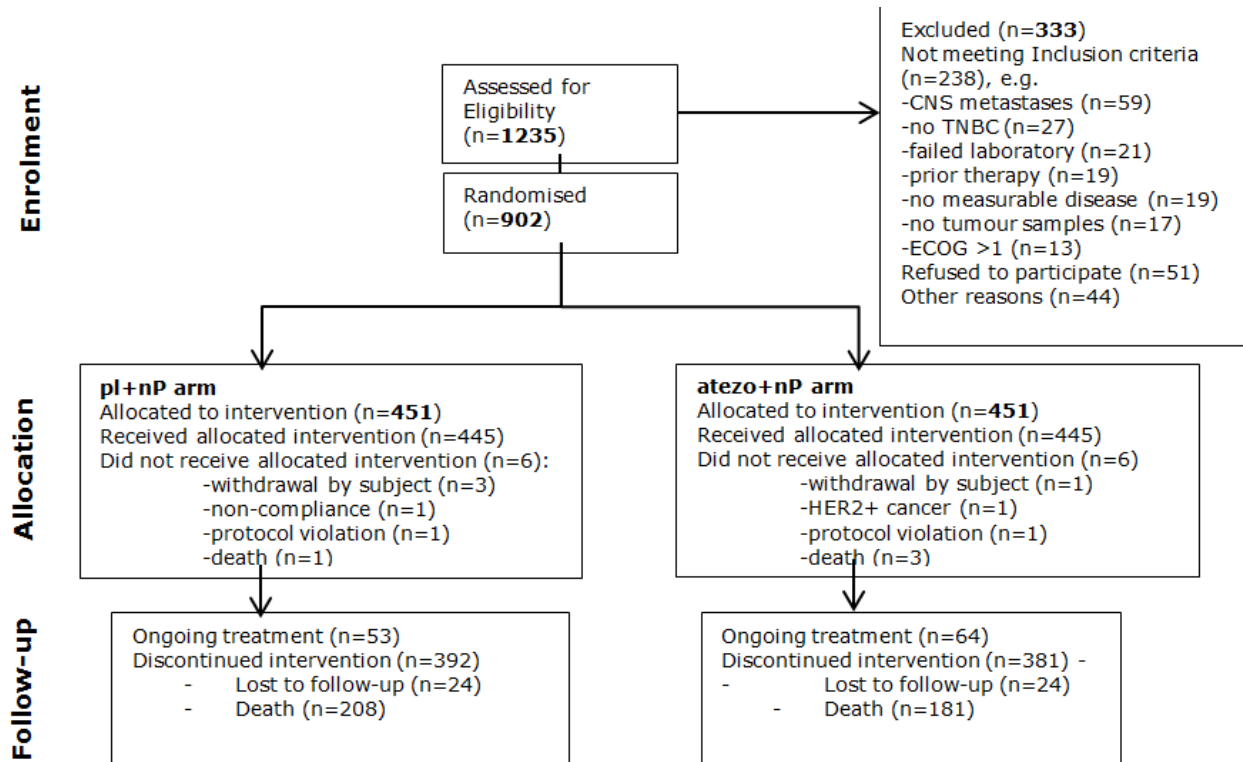 Enrolment
Assessed for
Eligibility
(n=1235)
Excluded (n=333)
Not meeting Inclusion criteria
(n=238), e.g.
-CNS metastases (n=59)
-no TNBC (n=27)
-failed laboratory (n=21)
-prior therapy (n=19)
-no measurable disease (n=19)
-no tumour samples (n=17)
-ECOG >1 (n=13)
Refused to participate (n=51)
Other reasons (n=44)
Randomised
(n=902)
Allocation
pl+nP arm
Allocated to intervention (n=451)
Received allocated intervention (n=445)
Did not receive allocated intervention (n=6):
-withdrawal by subject (n=3)
-non-compliance (n=1)
-protocol violation (n=1)
-death (n=1)
atezo+nP arm
Allocated to intervention (n=451)
Received allocated intervention (n=445)
Did not receive allocated intervention (n=6)
-withdrawal by subject (n=1)
-HER2+ cancer (n=1)
-protocol violation (n=1)
-death (n=3)
Follow-up
Ongoing treatment (n=53)
Discontinued intervention (n=392)
- Lost to follow-up (n=24)
- Death (n=208)
Ongoing treatment (n=64)
Discontinued intervention (n=381) -
- Lost to follow-up (n=24)
- Death (n=181)